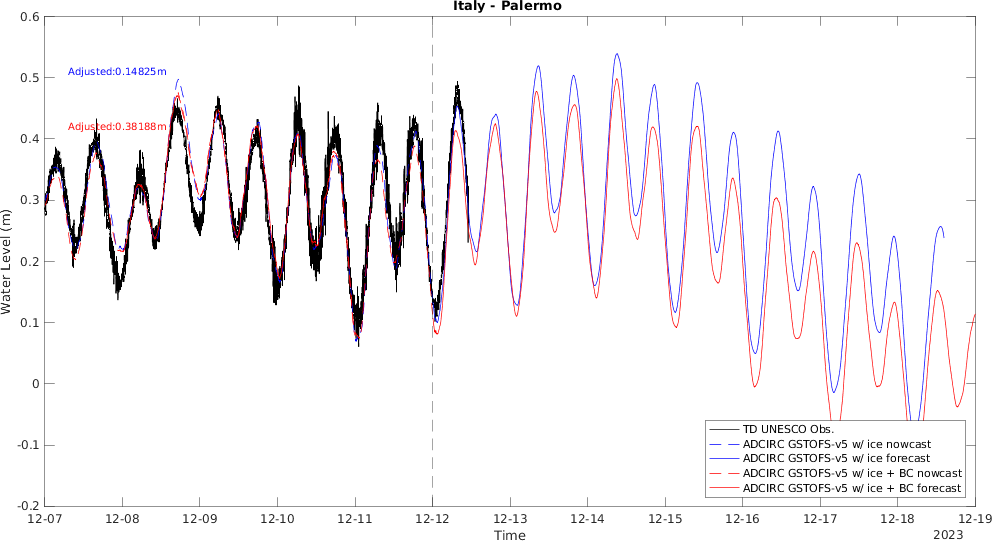 Italy - Palermo
0.6
0.5
0.4
0.3
0.2
0.1
0
-0.1
-0.2
Water Level (m)
Adjusted:0.14825m
Adjusted:0.38188m
TD UNESCO Obs.
ADCIRC GSTOFS-v5 w/ ice nowcast
ADCIRC GSTOFS-v5 w/ ice forecast
ADCIRC GSTOFS-v5 w/ ice + BC nowcast
ADCIRC GSTOFS-v5 w/ ice + BC forecast
12-07 12-08 12-09 12-10 12-11 12-12 12-13 12-14 12-15 12-16 12-17 12-18 12-19
Time
2023